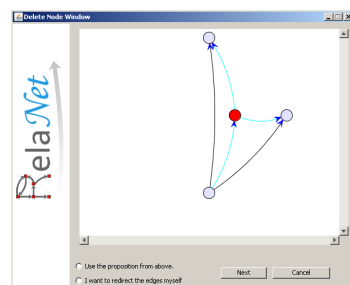 Delete Node Window
RelaNet
Use the proposition from above.
I want to redirect the edges myself
Next
Cancel